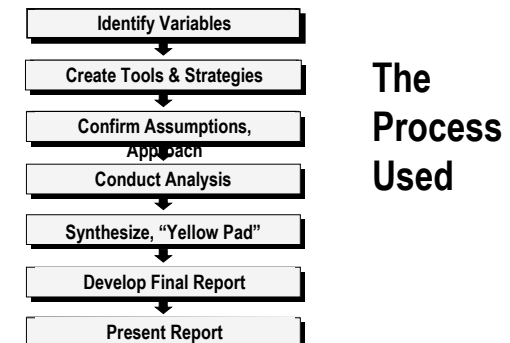 Identify Variables
Create Tools & Strategies
Confirm Assumptions,
Approach
Conduct Analysis
Synthesize, “Yellow Pad”
Develop Final Report
Present Report
The
Process
Used